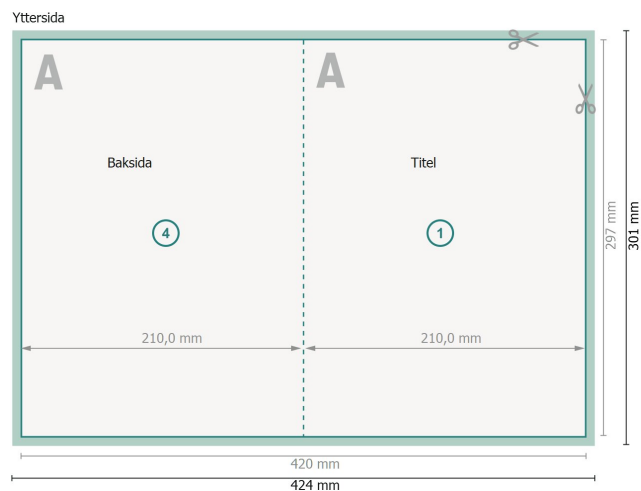 Yttersida
A
A
Baksida
Titel
4
1
297 mm
301 mm
210,0 mm
210,0 mm
420 mm
424 mm